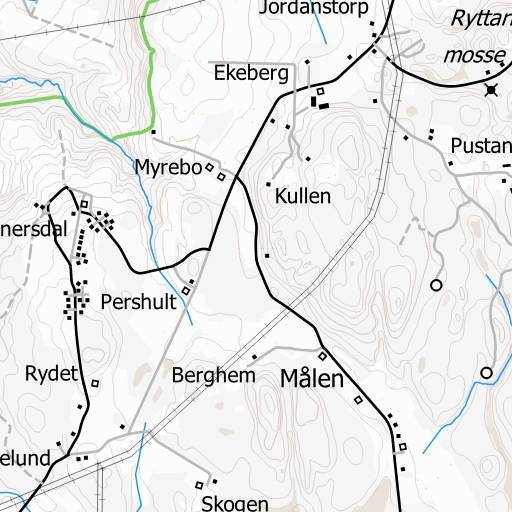 Jordanstorp
Ryttar
mosse
Ekeberg
Pustan
Myrebo
Kullen
nersdal
Pershult
Rydet
Berghem
Målen
elund
Skogen